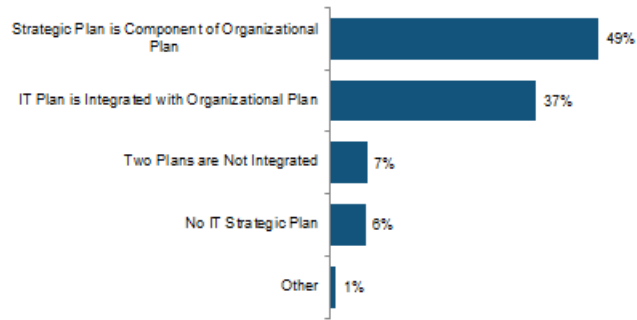 Strategic Plan is Component of Organizational
Plan
49%
IT Plan is Integrated with Organizational Plan
37%
Two Plans are Not Integrated
7%
No IT Strategic Plan
6%
Other
1%